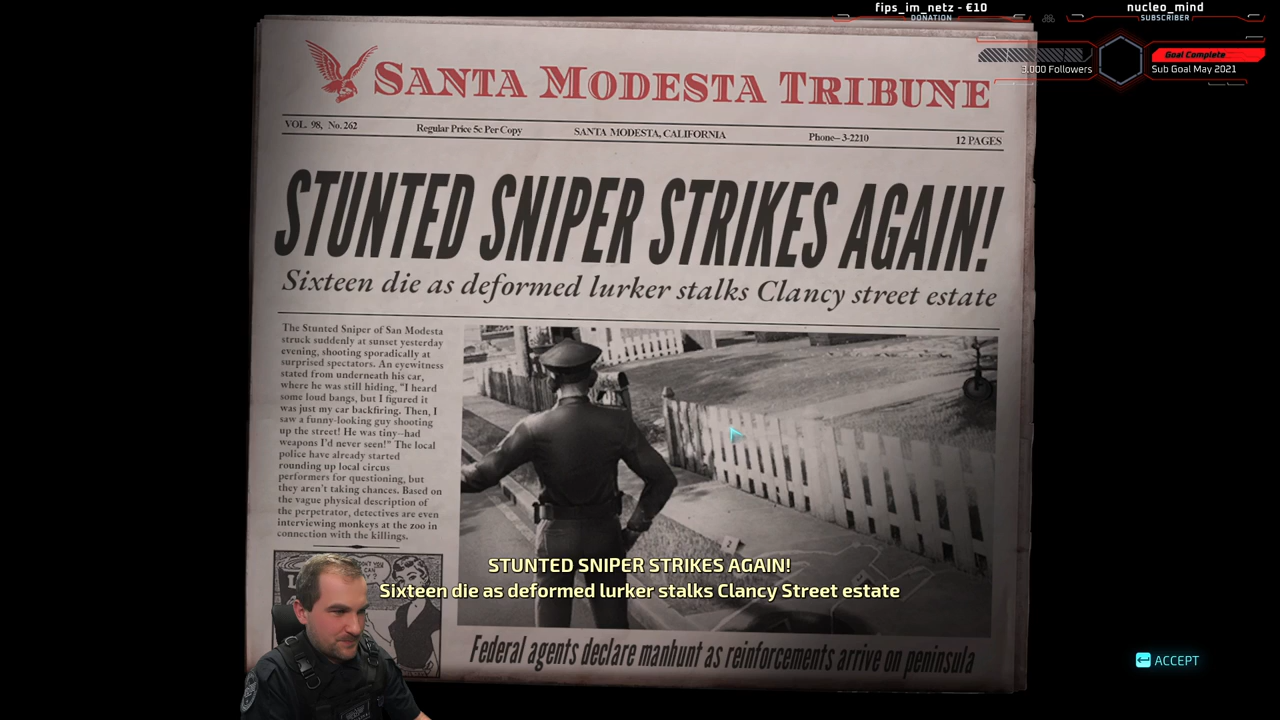 fips_im_netz - €10
DONATION
nucleo_mind
SUBSCRIBER
3.000 Followers
Goal Complete
Sub Goal May 2021
SANTA MODESTA TRIBUNE
VOL. 98, No. 262
Regular Price 5c Per Copy
SANTA MODESTA, CALIFORNIA
Phone– 3-2210
12 PAGES
STUNTED SNIPER STRIKES AGAIN!
Sixteen die as deformed lurker stalks Clancy street estate
The Stunted Sniper of San Modesta
struck suddenly at sunset yesterday
evening, shooting sporadically at
surprised spectators. An eyewitness
stated from underneath his car,
where he was still hiding, "I heard
some loud bangs, but I figured it
was just my car backfiring. Then, I
saw a funny-looking guy shooting
up the street! He was tiny—had
weapons I'd never seen!" The local
police have already started
rounding up local circus
performers for questioning, but
they aren't taking chances. Based on
the vague physical description of
the perpetrator, detectives are even
interviewing monkeys at the zoo in
connection with the killings.
STUNTED SNIPER STRIKES AGAIN!
Sixteen die as deformed lurker stalks Clancy Street estate
Federal agents declare manhunt as reinforcements arrive on peninsula
ACCEPT